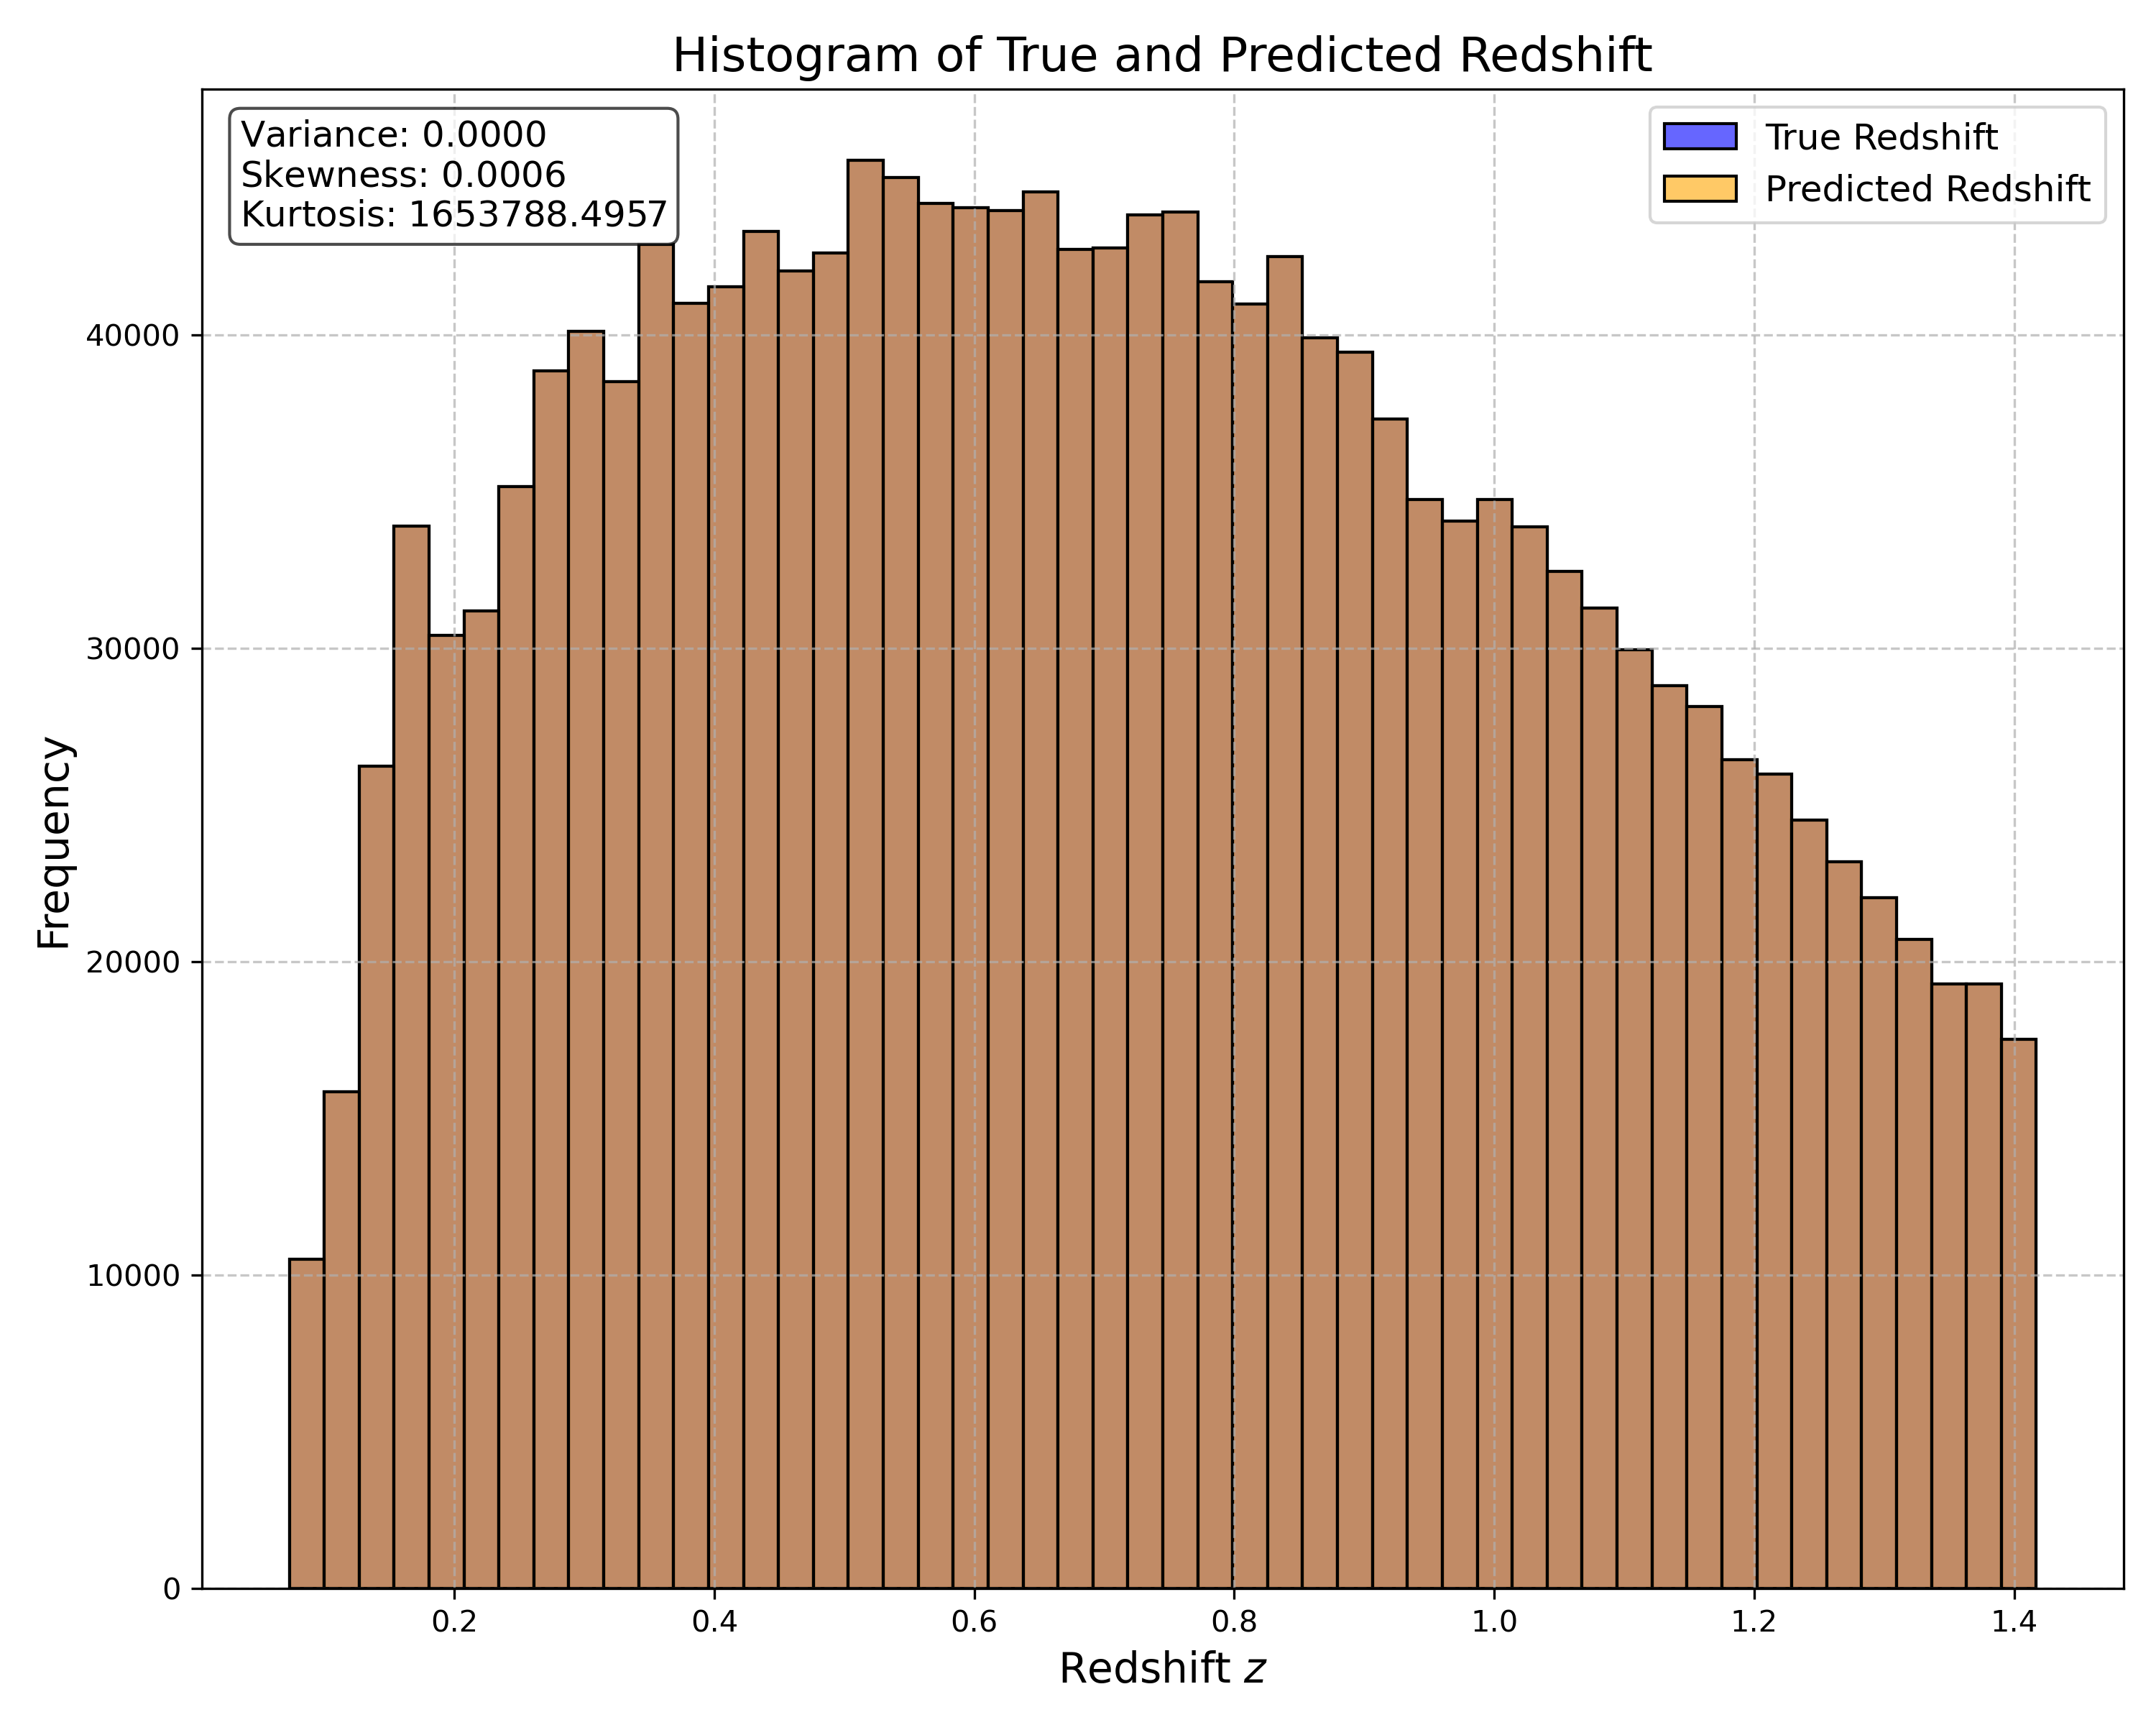 Histogram of True and Predicted Redshift
Variance: 0.0000
Skewness: 0.0006
Kurtosis: 1653788.4957
True Redshift
Predicted Redshift
Frequency
40000
30000
20000
10000
0
0.2 0.4 0.6 0.8 1.0 1.2 1.4
Redshift z